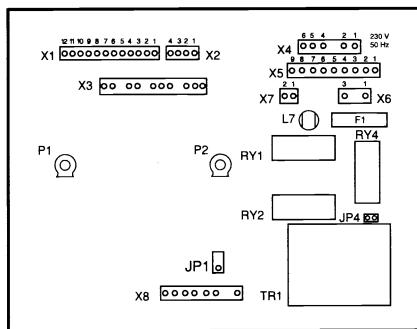 12 11 10 9 8 7 6 5 4 3 2 1
4 3 2 1
6 5 4 2 1
230 V
50 Hz
X1
X2
X4
9 8 7 6 5 4 3 2 1
X5
X3
2 1
3 1
X7
X6
L7
F1
RY4
P1
P2
RY1
RY2
JP4
JP1
X8
TR1